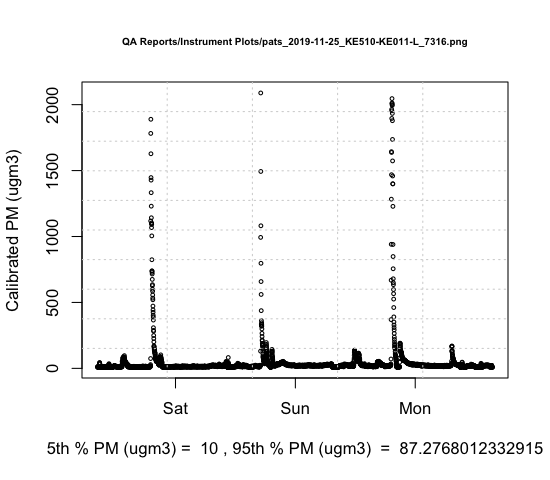 QA Reports/Instrument Plots/pats_2019-11-25_KE510-KE011-L_7316.png
Calibrated PM (ugm3)
2000
1500
1000
500
0
Sat Sun Mon
5th % PM (ugm3) = 10 , 95th % PM (ugm3) = 87.2768012332915